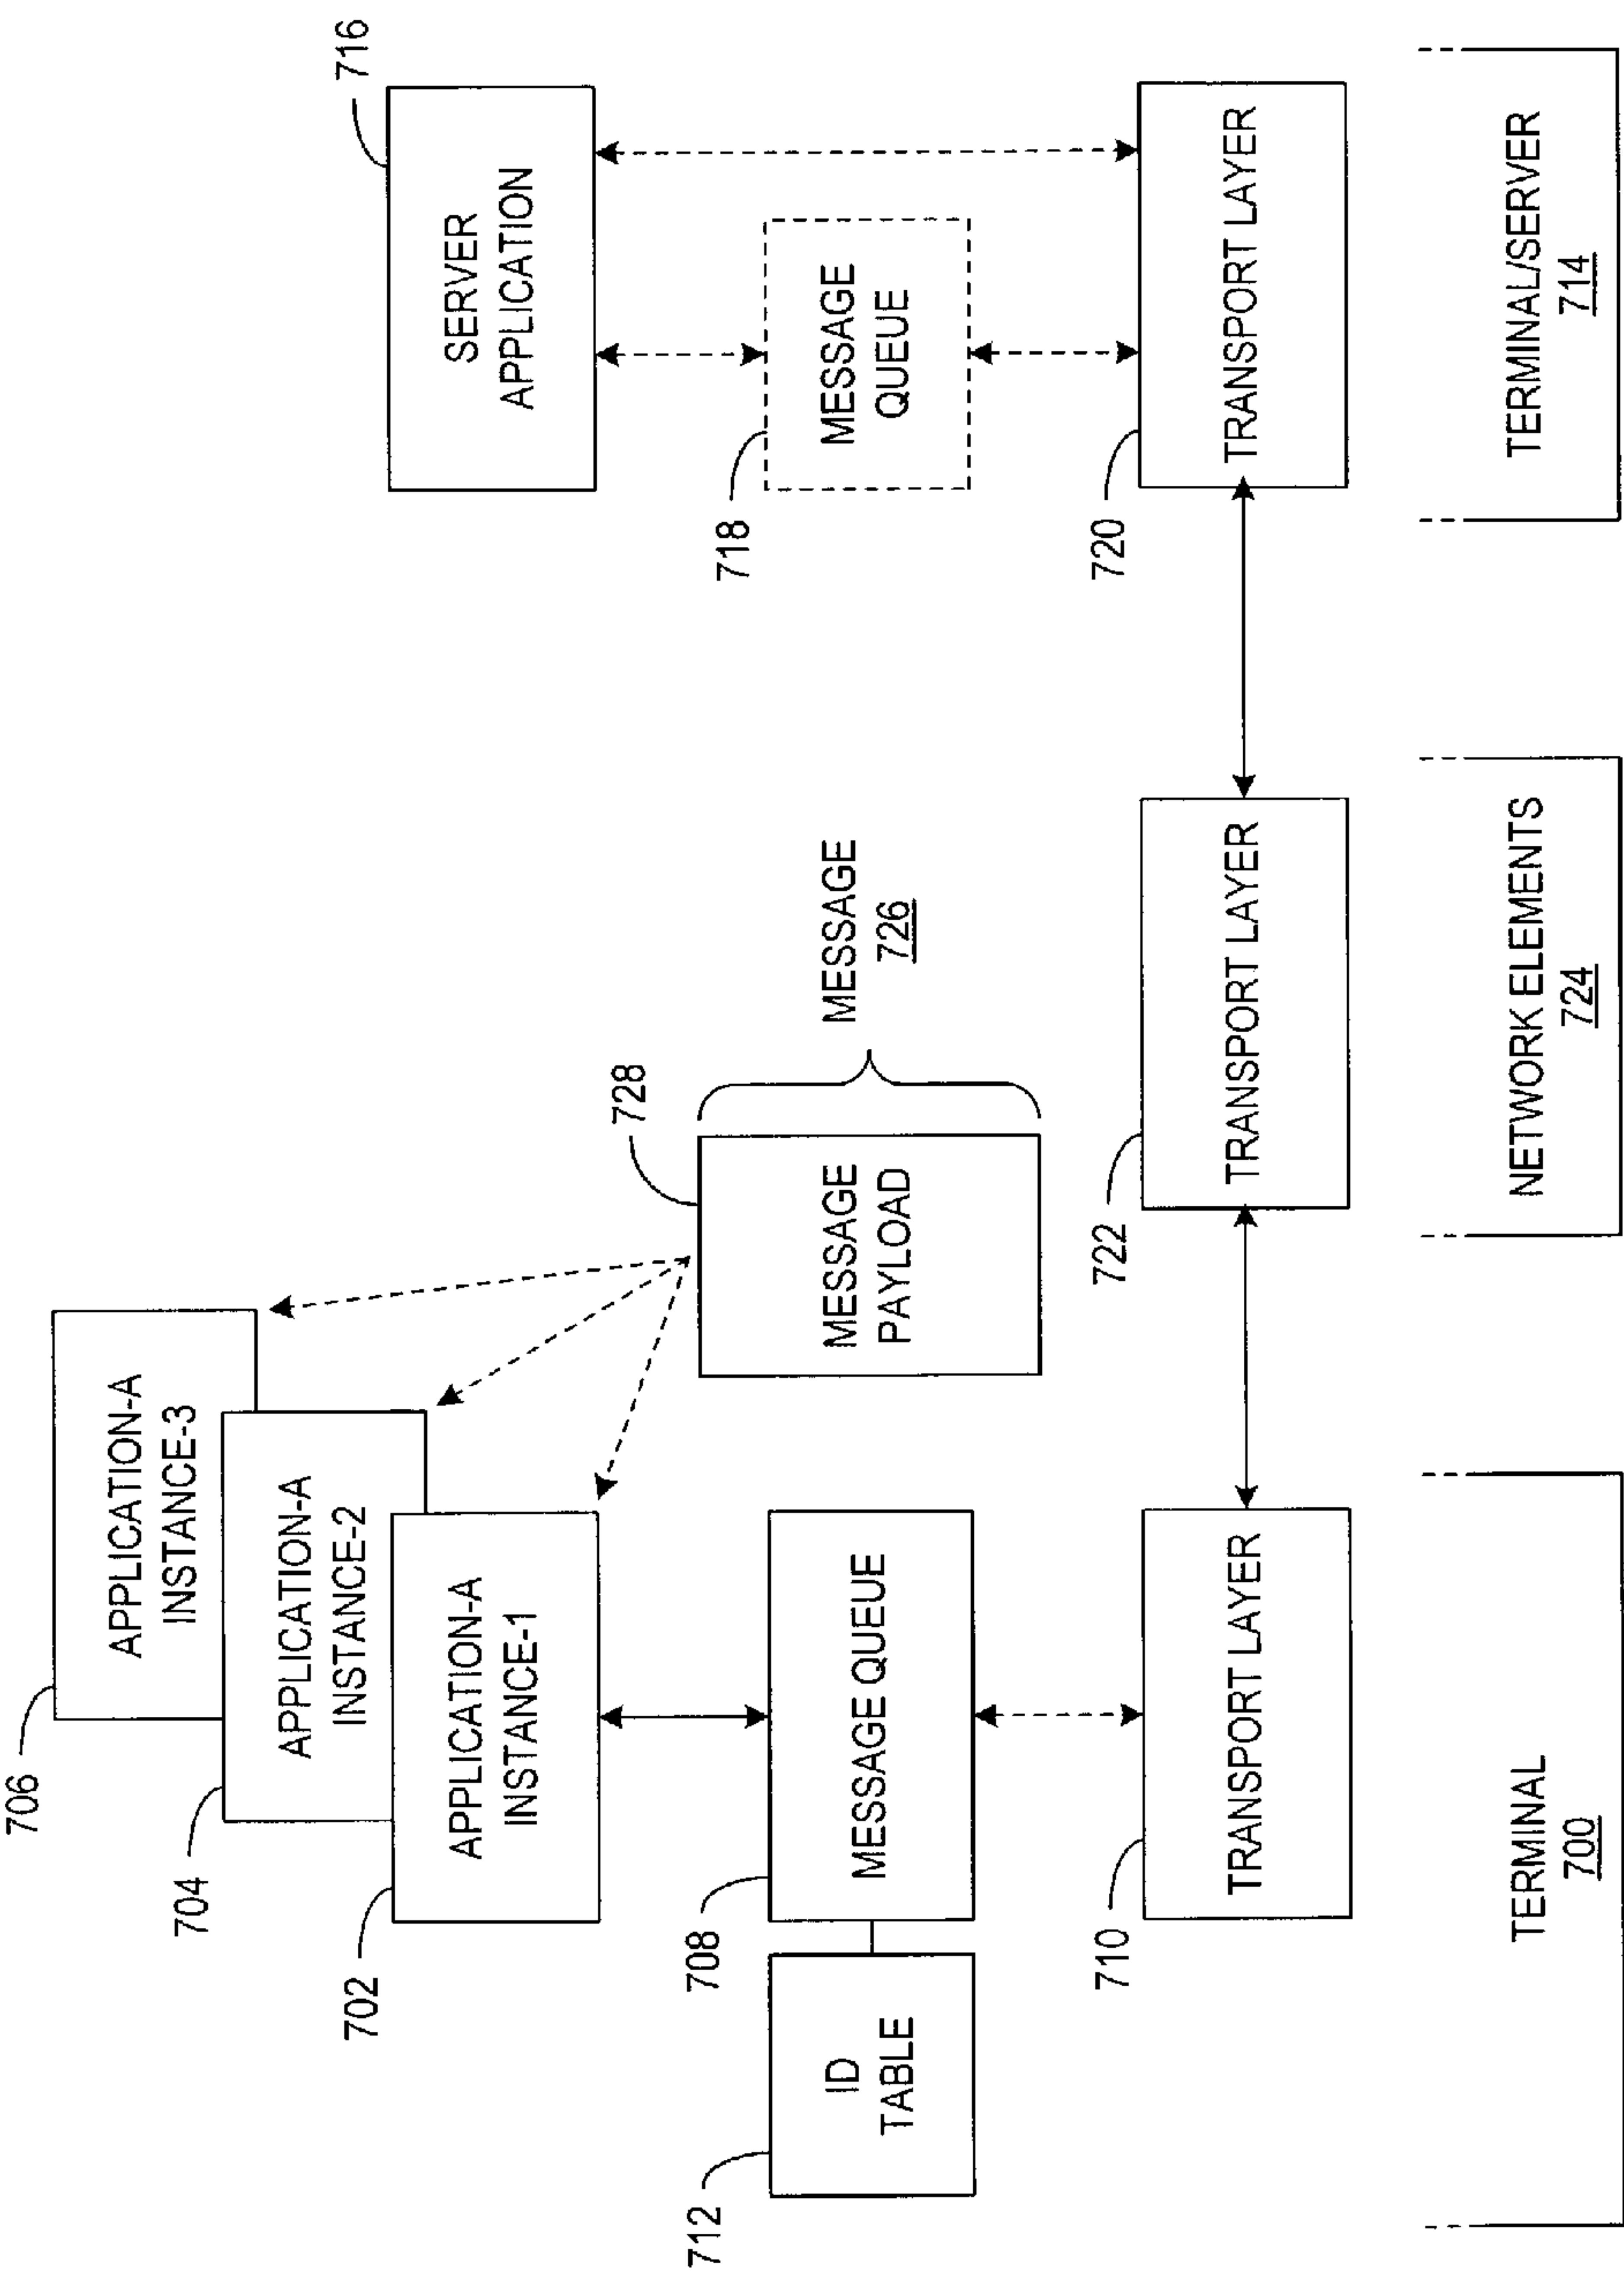 706
APPLICATION-A
INSTANCE-3
704
APPLICATION-A
INSTANCE-2
702
APPLICATION-A
INSTANCE-1
716
SERVER
APPLICATION
712
ID
TABLE
708
MESSAGE QUEUE
728
MESSAGE
PAYLOAD
MESSAGE
726
718
MESSAGE
QUEUE
710
TRANSPORT LAYER
722
TRANSPORT LAYER
720
TRANSPORT LAYER
TERMINAL
700
NETWORK ELEMENTS
724
TERMINAL/SERVER
714